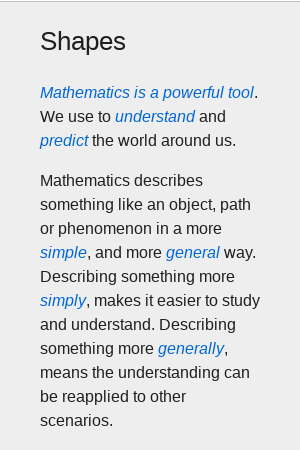 Shapes
Mathematics is a powerful tool.
We use to understand and
predict the world around us.
Mathematics describes
something like an object, path
or phenomenon in a more
simple, and more general way.
Describing something more
simply, makes it easier to study
and understand. Describing
something more generally,
means the understanding can
be reapplied to other
scenarios.